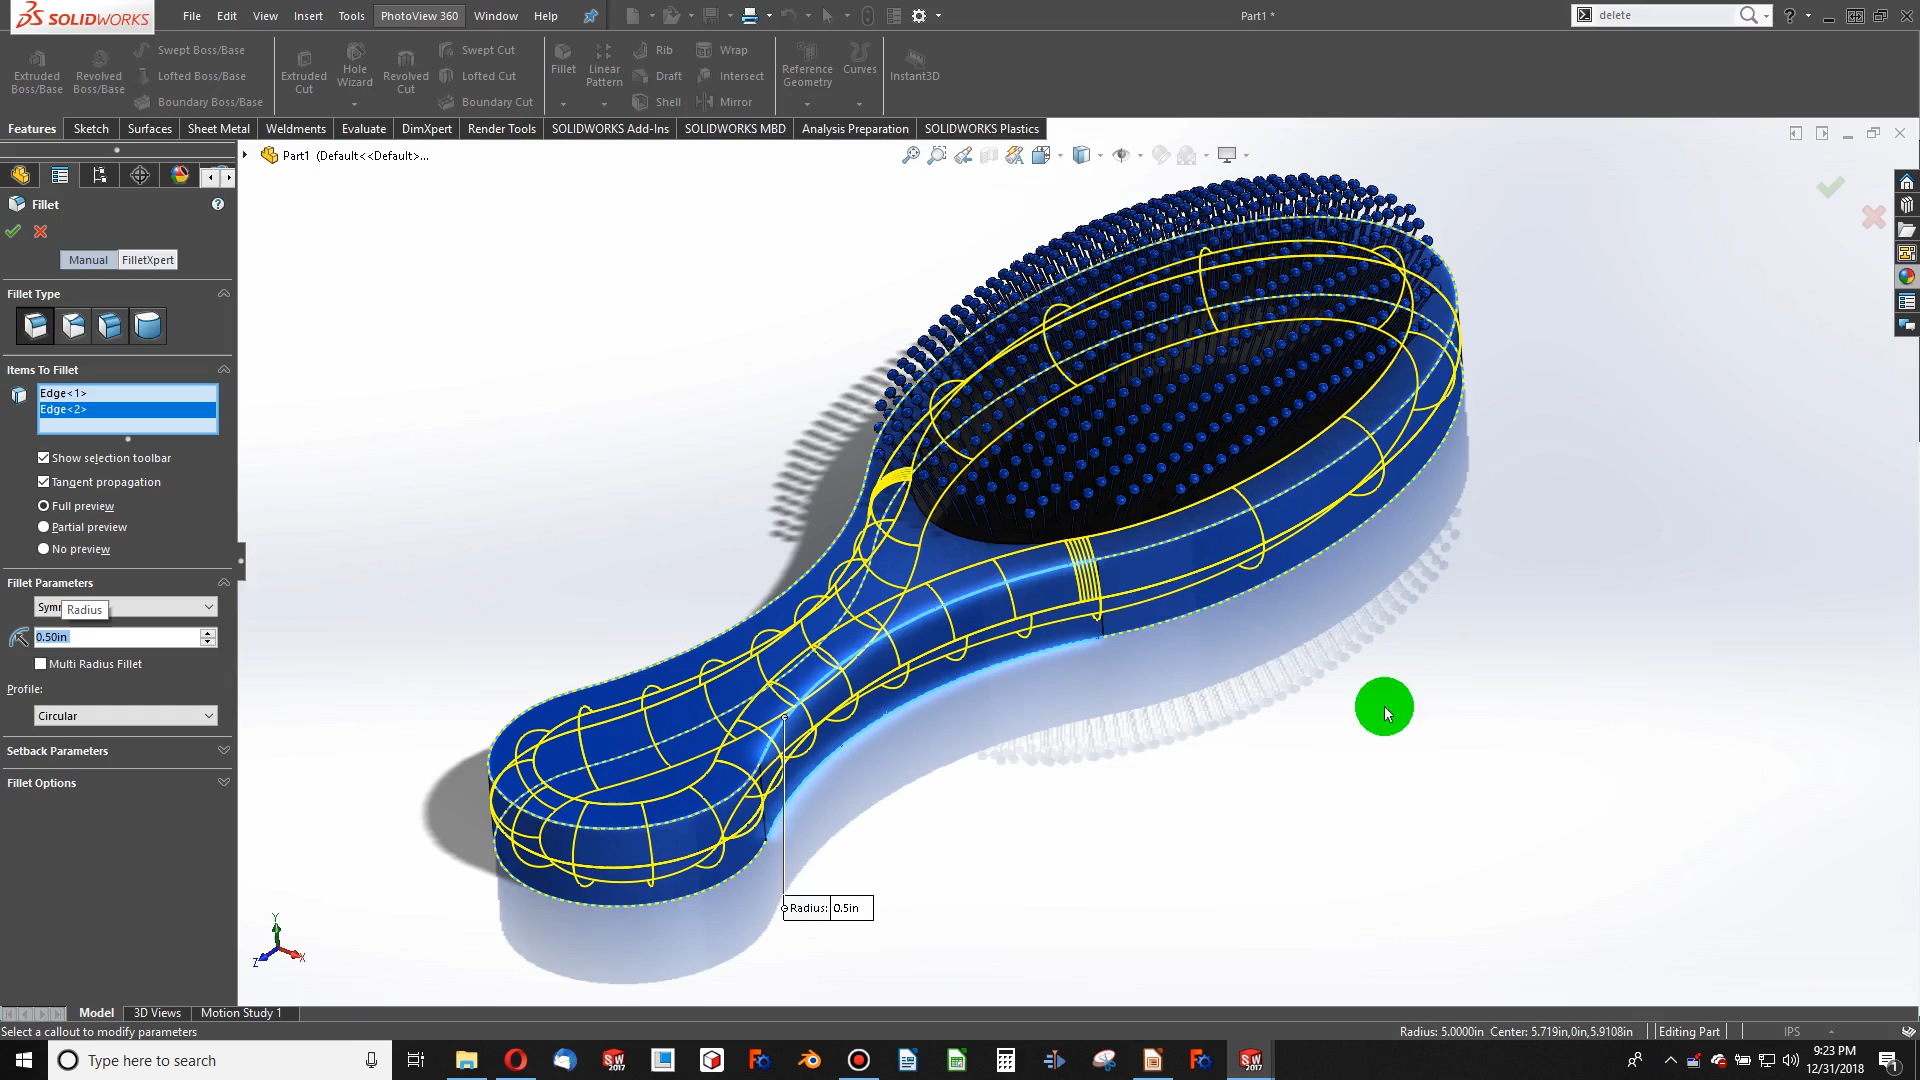 SOLIDWORKS
File Edit View Insert Tools PhotoView 360 Window Help
Part1 *
delete
Extruded Boss/Base
Revolved Boss/Base
Swept Boss/Base
Lofted Boss/Base
Boundary Boss/Base
Extruded Cut
Hole Wizard
Revolved Cut
Swept Cut
Lofted Cut
Boundary Cut
Fillet
Linear Pattern
Rib
Draft
Shell
Wrap
Intersect
Mirror
Reference Geometry
Curves
Instant3D
Features Sketch Surfaces Sheet Metal Weldments Evaluate DimXpert Render Tools SOLIDWORKS Add-Ins SOLIDWORKS MBD Analysis Preparation SOLIDWORKS Plastics
Part1 (Default<<Default>...
Fillet
Manual FilletXpert
Fillet Type
Items To Fillet
Edge<1>
Edge<2>
Show selection toolbar
Tangent propagation
Full preview
Partial preview
No preview
Fillet Parameters
Radius
0.50in
Multi Radius Fillet
Profile:
Circular
Setback Parameters
Fillet Options
Radius: 0.5in
Y
Z
X
Model 3D Views Motion Study 1
Select a callout to modify parameters
Radius: 5.0000in Center: 5.719in,0in,5.9108in
Editing Part
IPS
Type here to search
SW 2017
SW 2017
9:23 PM
12/31/2018
1